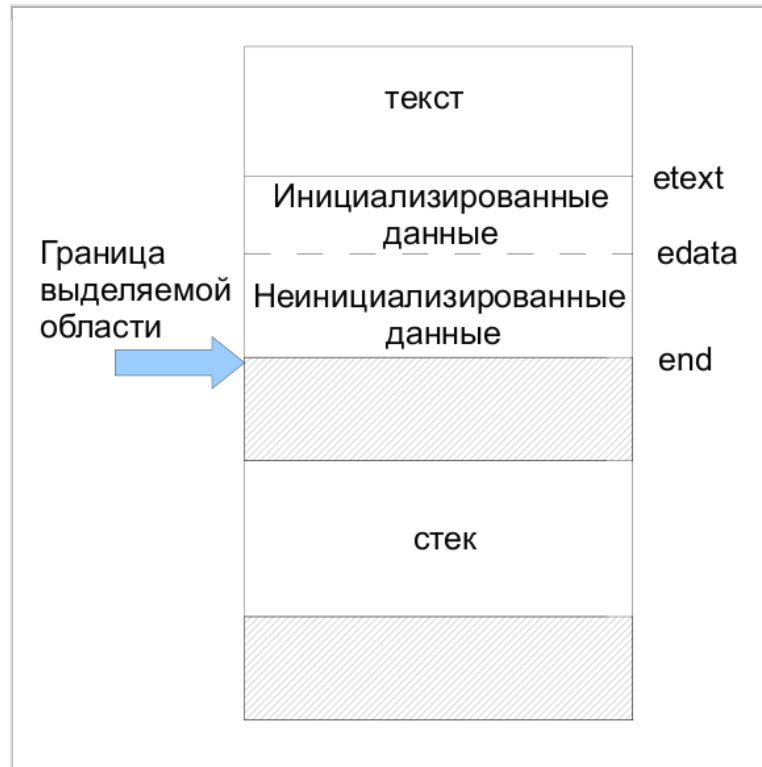 текст
etext
Инициализированные
данные
edata
Граница
выделяемой
области
Неинициализированные
данные
end
стек